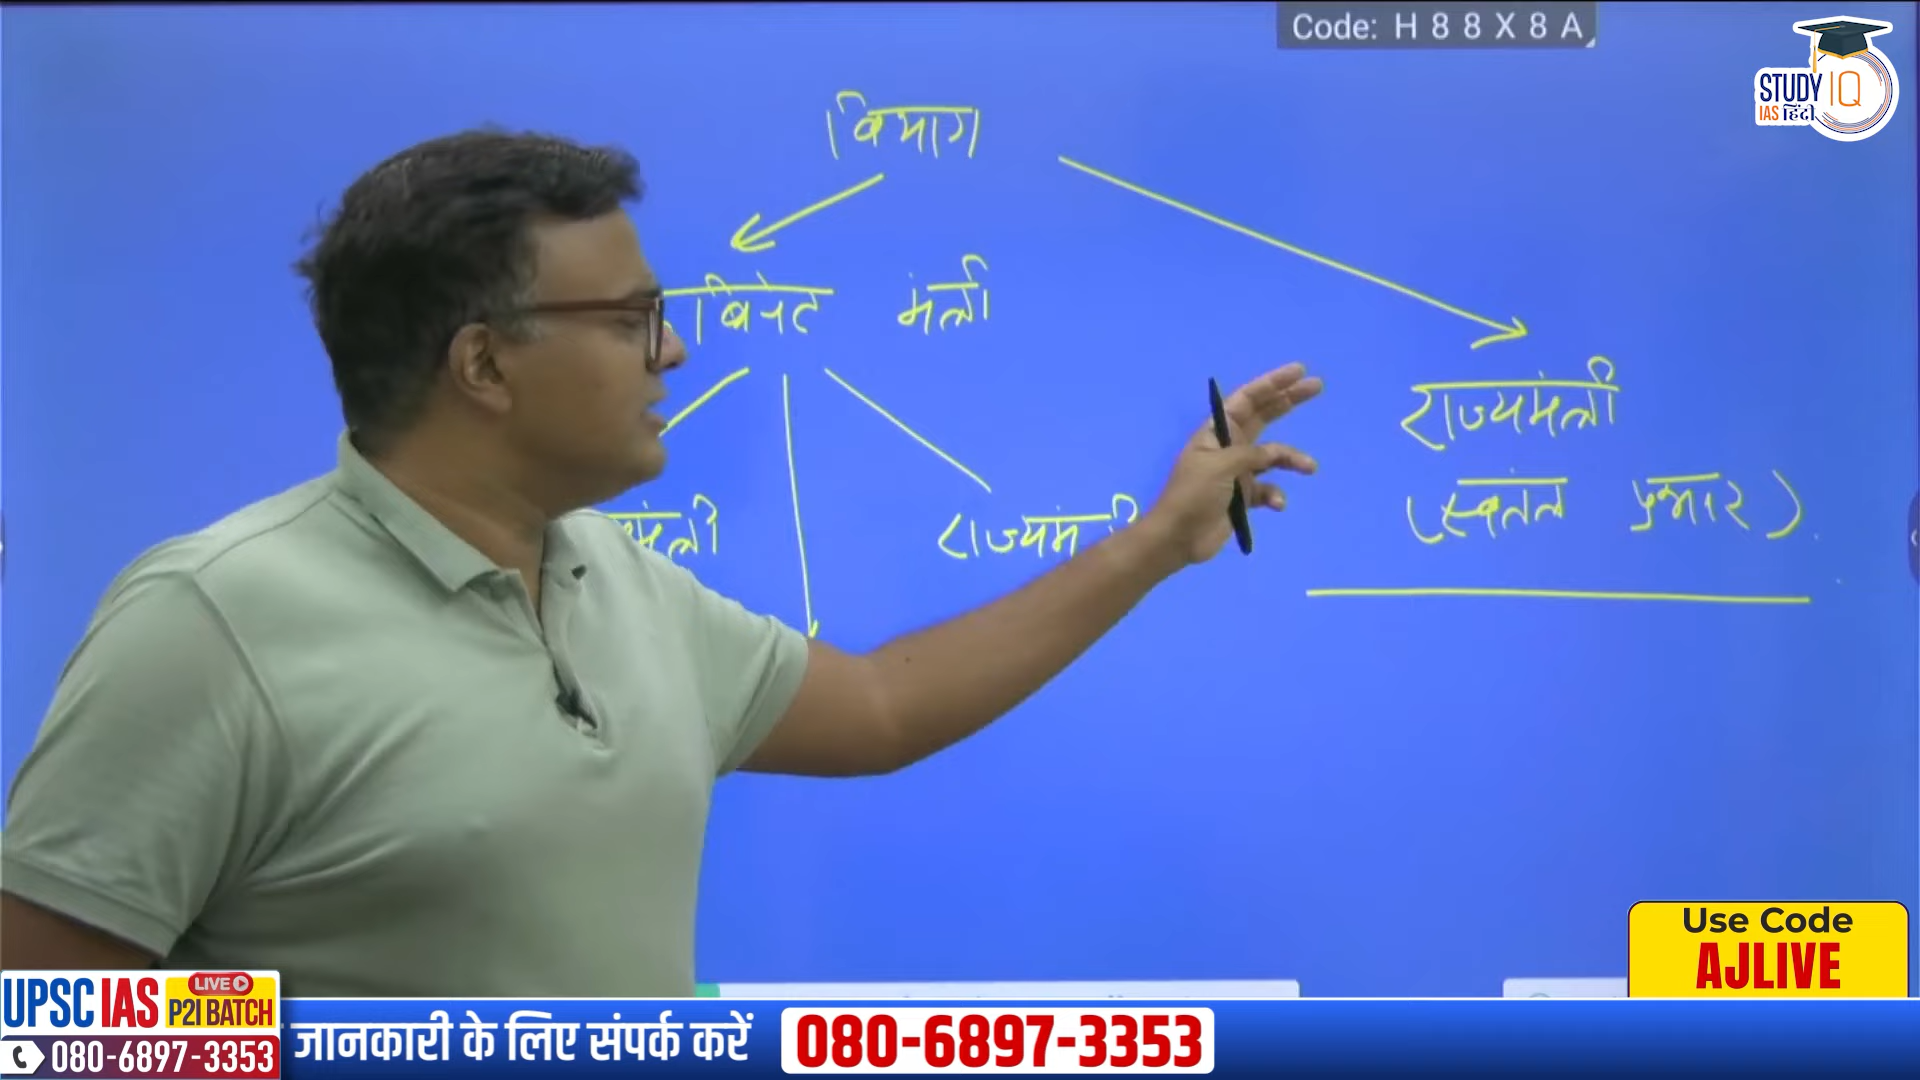 Code: H 8 8 X 8 A
STUDY IQ
IAS हिंदी
विभाग
मंत्री
राज्यमंत्री
(स्वतंत्र प्रभार)
Use Code
AJLIVE
UPSC IAS LIVE P2I BATCH
080-6897-3353
जानकारी के लिए संपर्क करें 080-6897-3353